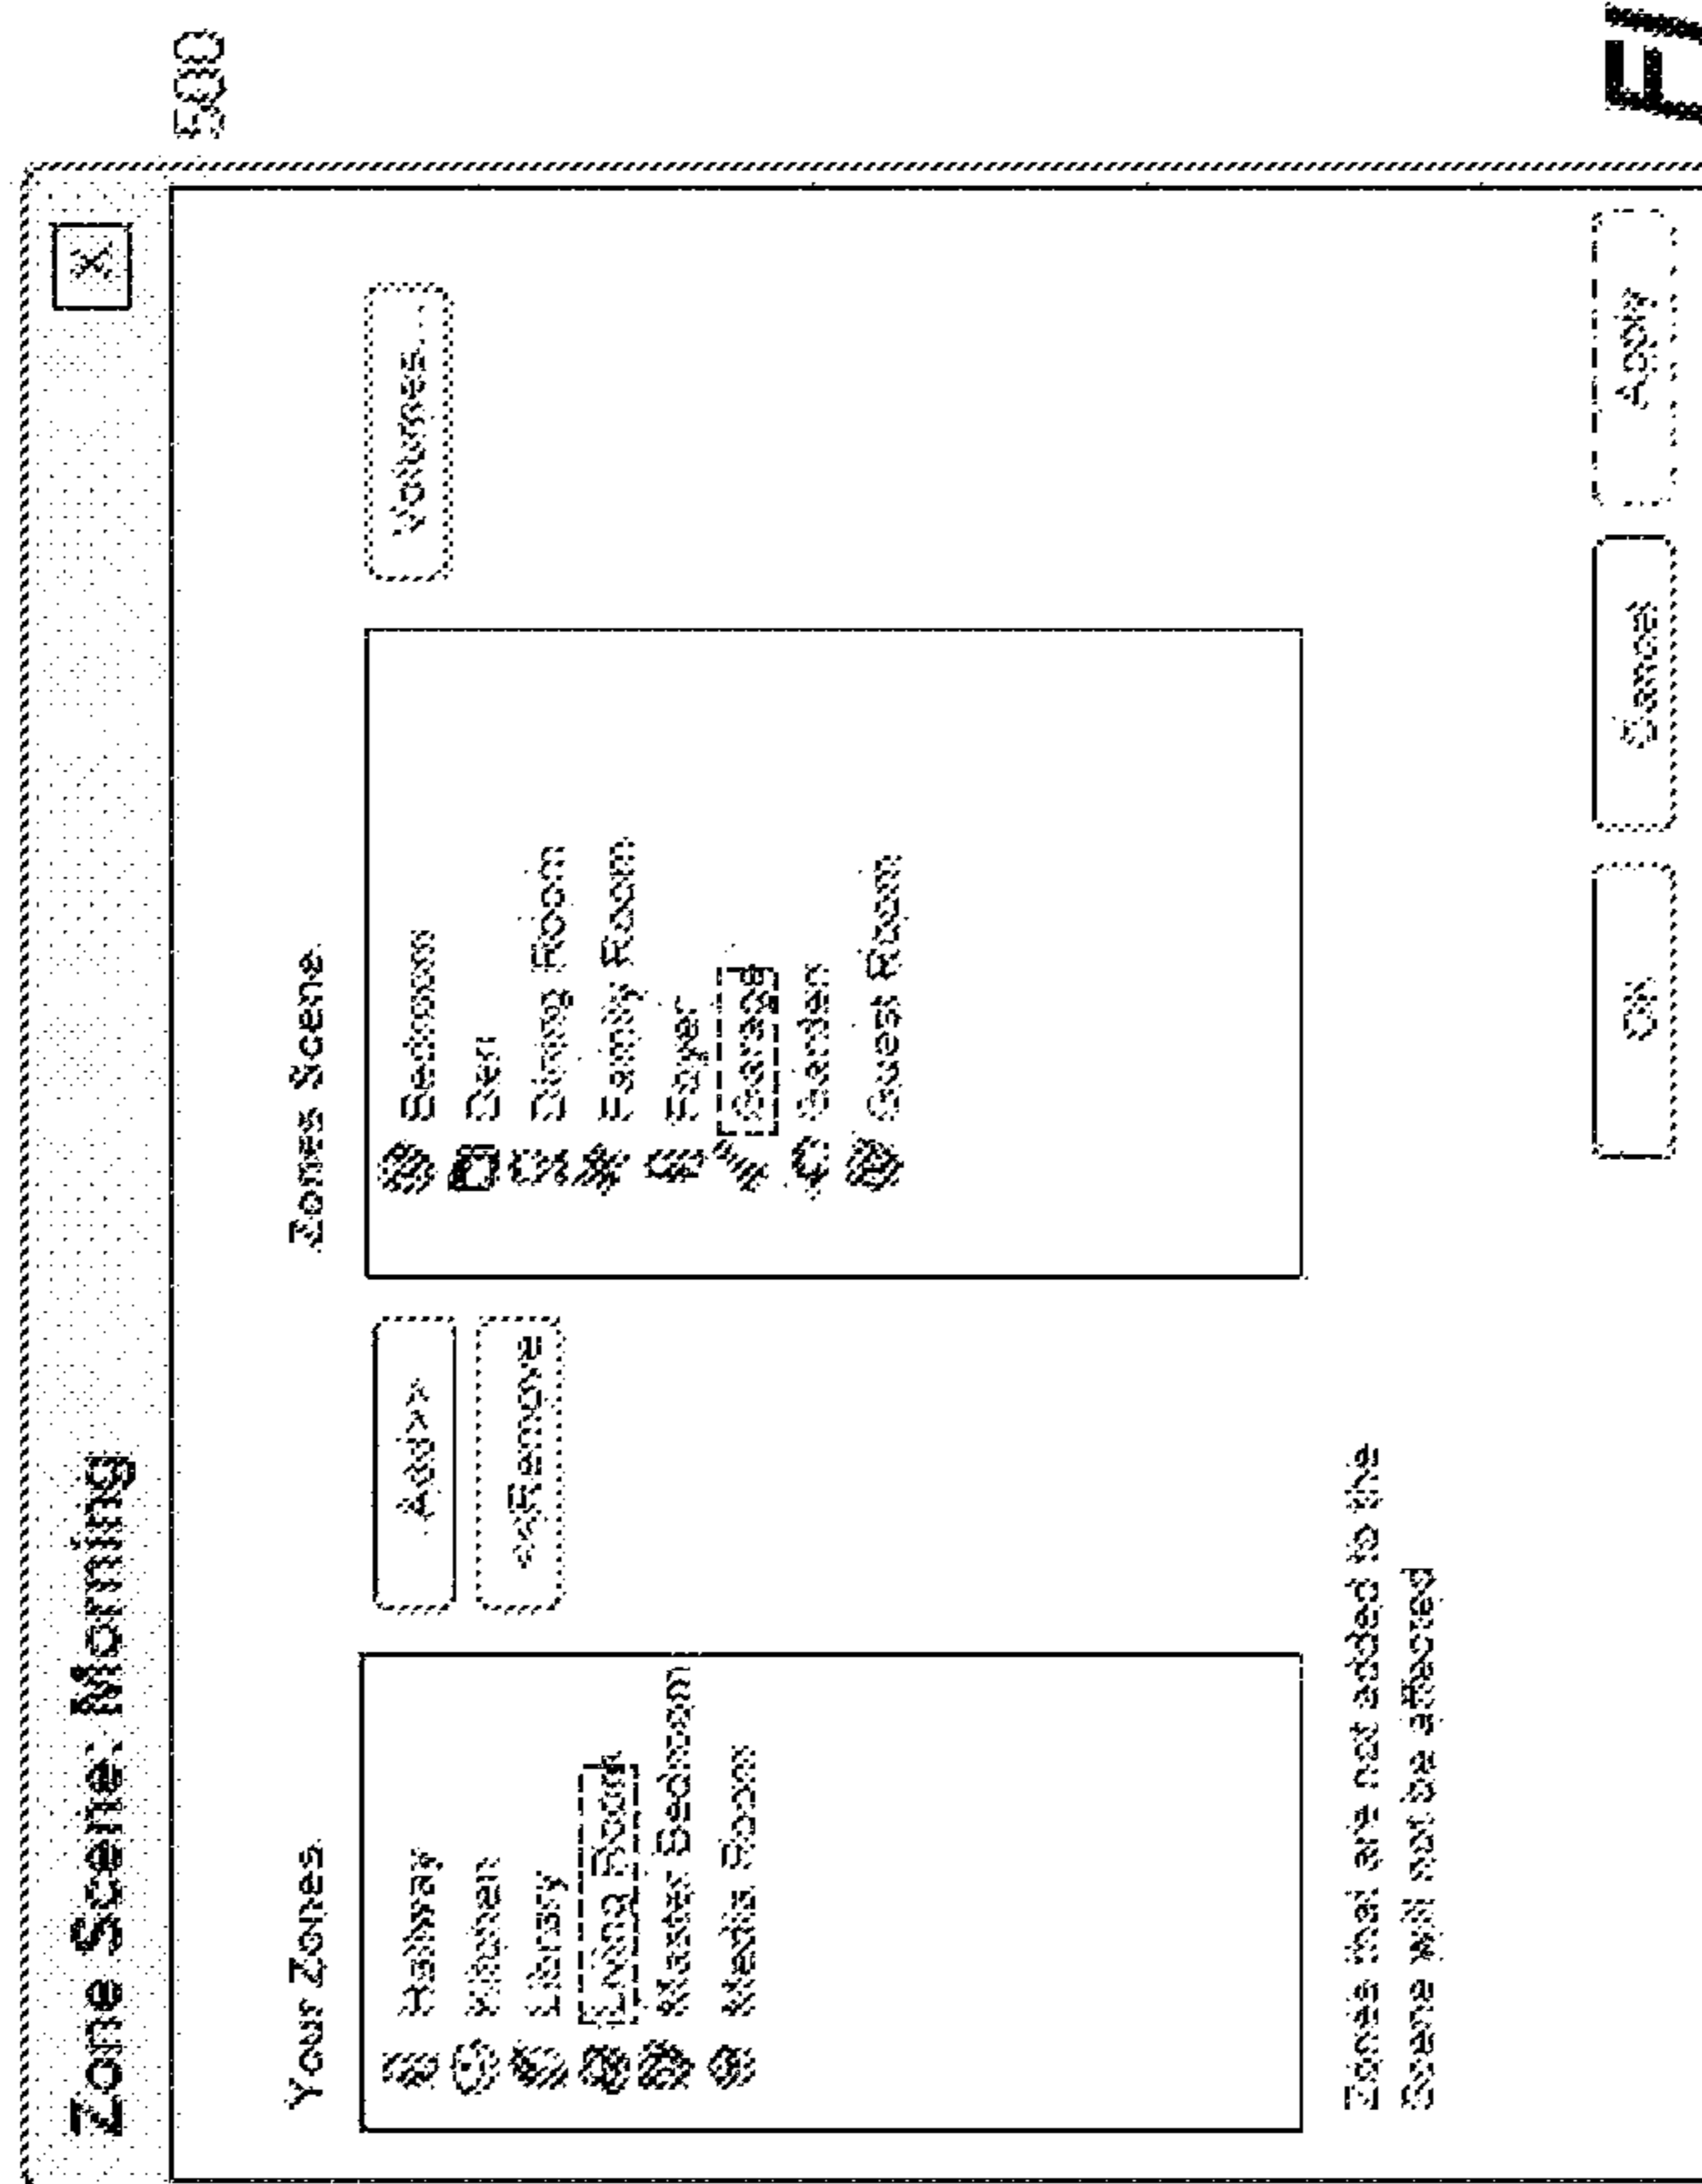 500
Zone Scene: Morning
X
Your Zones
Hallway
Kitchen
Library
Living Room
Master Bedroom
Media Room
Add>>
<<Remove
Zones Scene
Bedroom
Den
Dining Room
Family Room
Foyer
Garage
Garden
Guest Room
Volumes...
Zones that are not added to the
Scene will not be affected
OK
Cancel
Apply